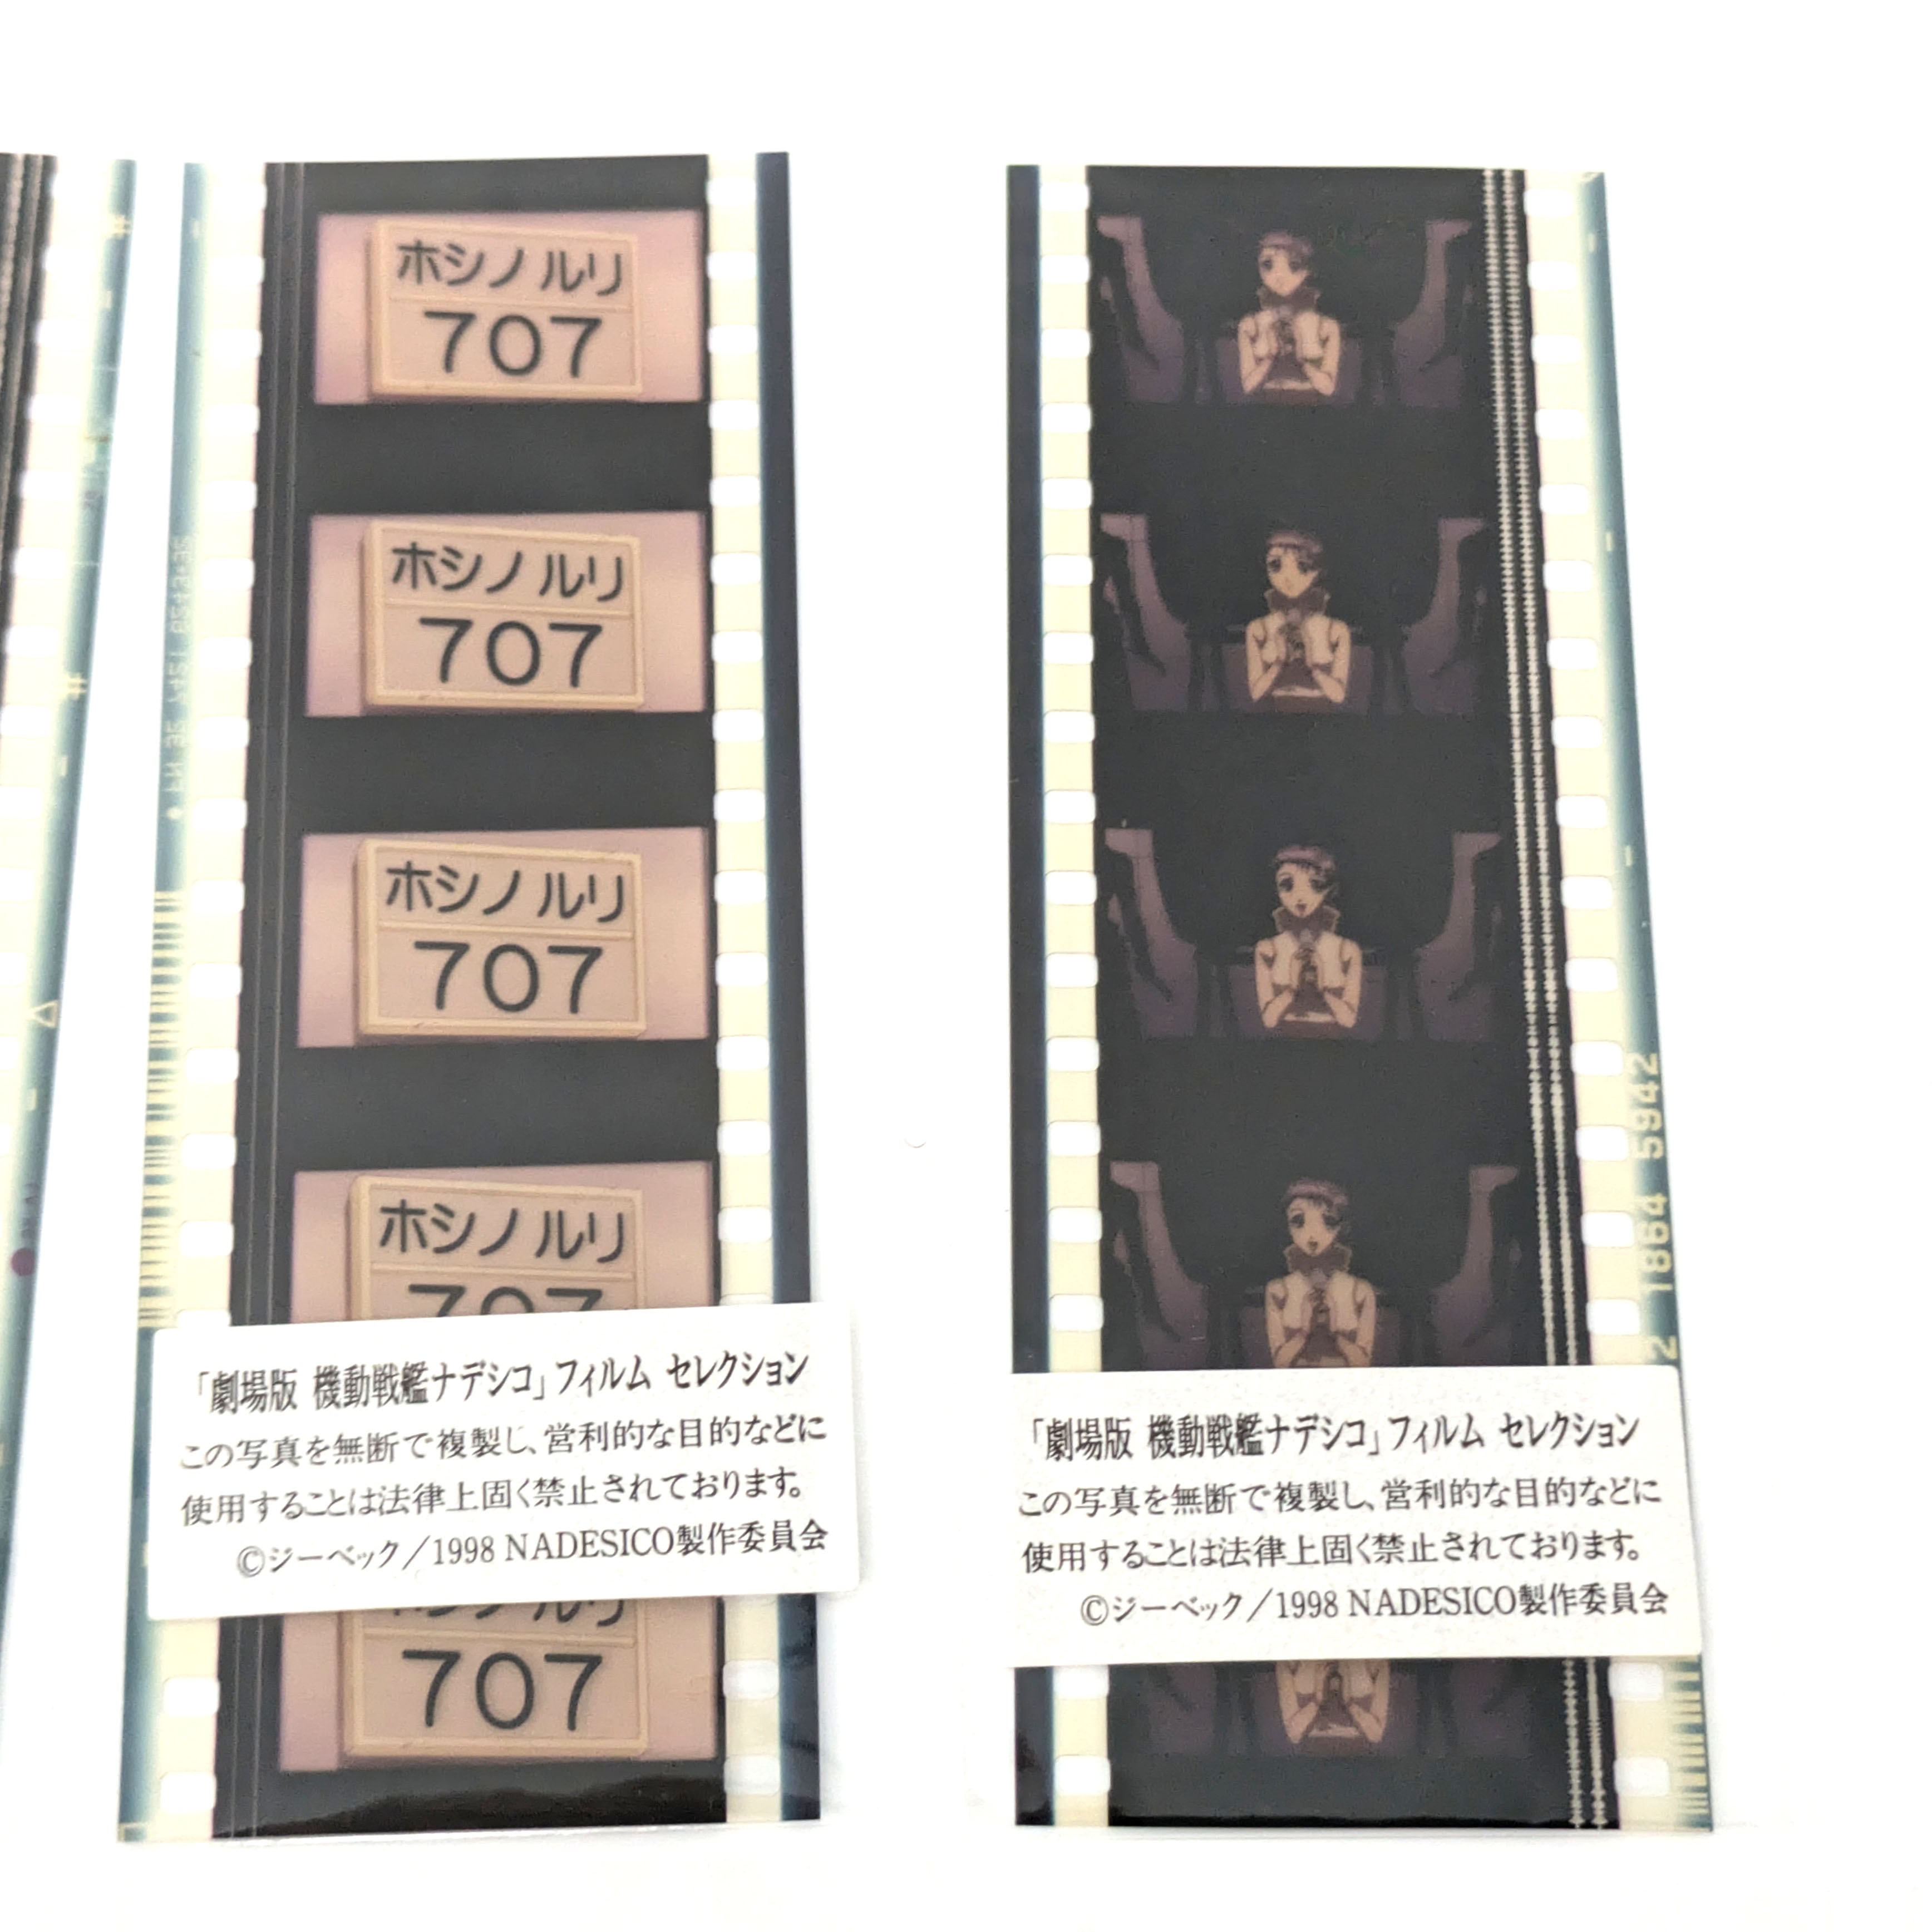 ホシノ ルリ
707
ホシノ ルリ
707
ホシノ ルリ
707
ホシノ ルリ
707
「劇場版 機動戦艦ナデシコ」フィルム セレクション
この写真を無断で複製し、営利的な目的などに
使用することは法律上固く禁止されております。
©ジーベック／1998 NADESICO製作委員会
ホシノ ルリ
707
1864 5942
2
「劇場版 機動戦艦ナデシコ」フィルム セレクション
この写真を無断で複製し、営利的な目的などに
使用することは法律上固く禁止されております。
©ジーベック／1998 NADESICO製作委員会